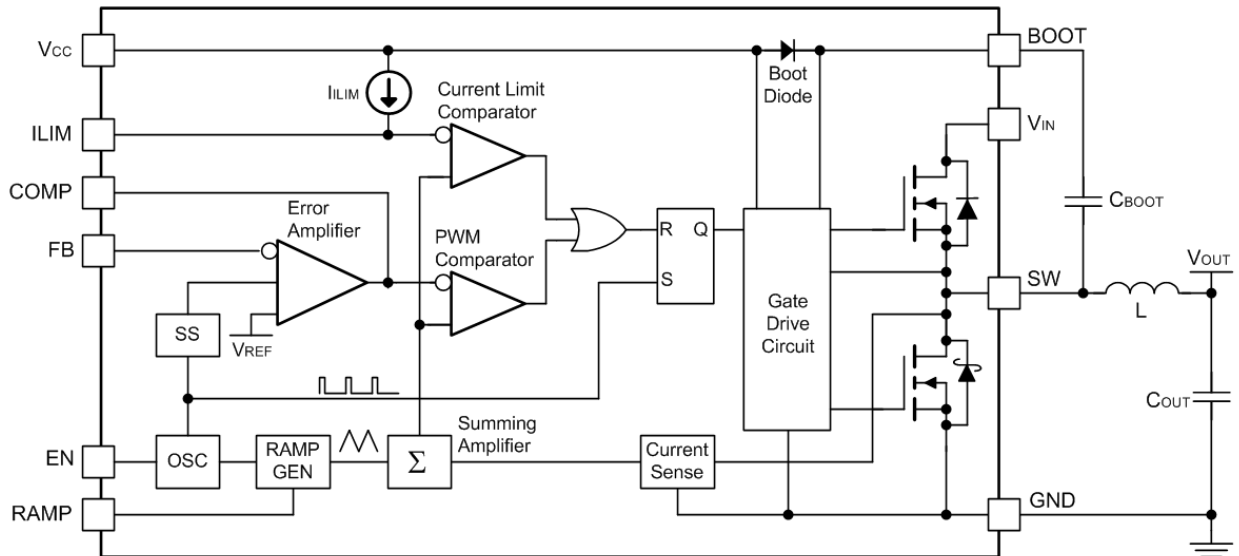 VCC
BOOT
Boot
Diode
IILIM
Current Limit
Comparator
ILIM
VIN
COMP
CBOOT
Error
Amplifier
FB
PWM
Comparator
R
Q
S
VOUT
SW
L
Gate
Drive
Circuit
SS
VREF
COUT
Summing
Amplifier
EN
OSC
RAMP
GEN
Σ
Current
Sense
RAMP
GND